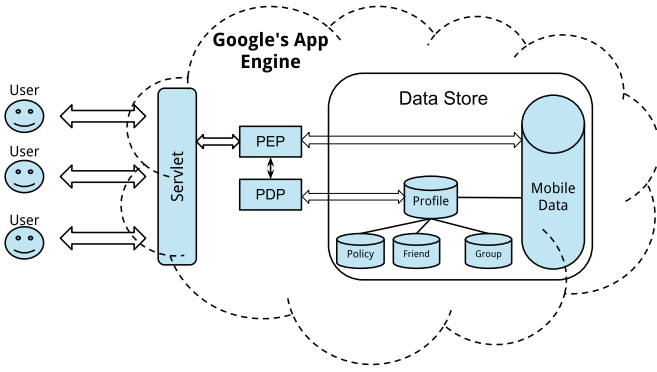 Google's App
Engine
User
User
User
Servlet
PEP
PDP
Data Store
Profile
Policy
Friend
Group
Mobile
Data